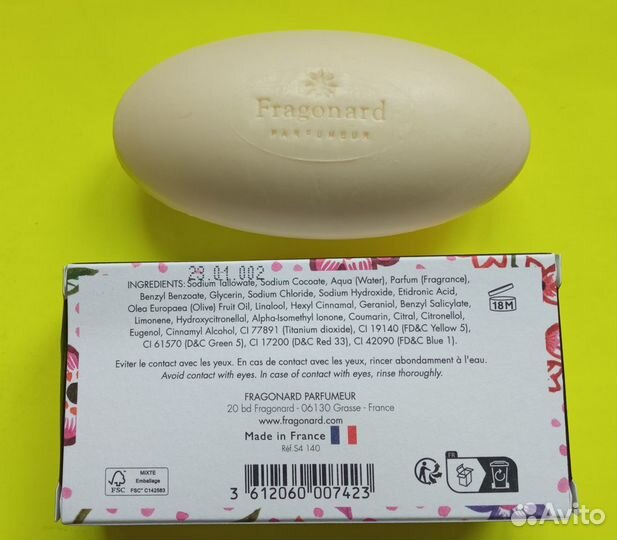 Fragonard
PARFUMEUR
23.01.002
INGREDIENTS: Sodium Tallowate, Sodium Cocoate, Aqua (Water), Parfum (Fragrance),
Benzyl Benzoate, Glycerin, Sodium Chloride, Sodium Hydroxide, Etidronic Acid,
Olea Europaea (Olive) Fruit Oil, Linalool, Hexyl Cinnamal, Geraniol, Benzyl Salicylate,
Limonene, Hydroxycitronellol, Alpha-Isomethyl Ionone, Coumarin, Citral, Citronellol,
Eugenol, Cinnamyl Alcohol, CI 77891 (Titanium dioxide), CI 19140 (FD&C Yellow 5),
CI 61570 (D&C Green 5), CI 17200 (D&C Red 33), CI 42090 (FD&C Blue 1).
18M
Eviter le contact avec les yeux. En cas de contact avec les yeux, rincer abondamment à l'eau.
Avoid contact with eyes. In case of contact with eyes, rinse thoroughly.
FRAGONARD PARFUMEUR
20 bd Fragonard - 06130 Grasse - France
www.fragonard.com
Made in France
Réf.S4 140
FSC
MIXTE
Emballage
FSC® C142583
3 612060 007423
FR
Avito